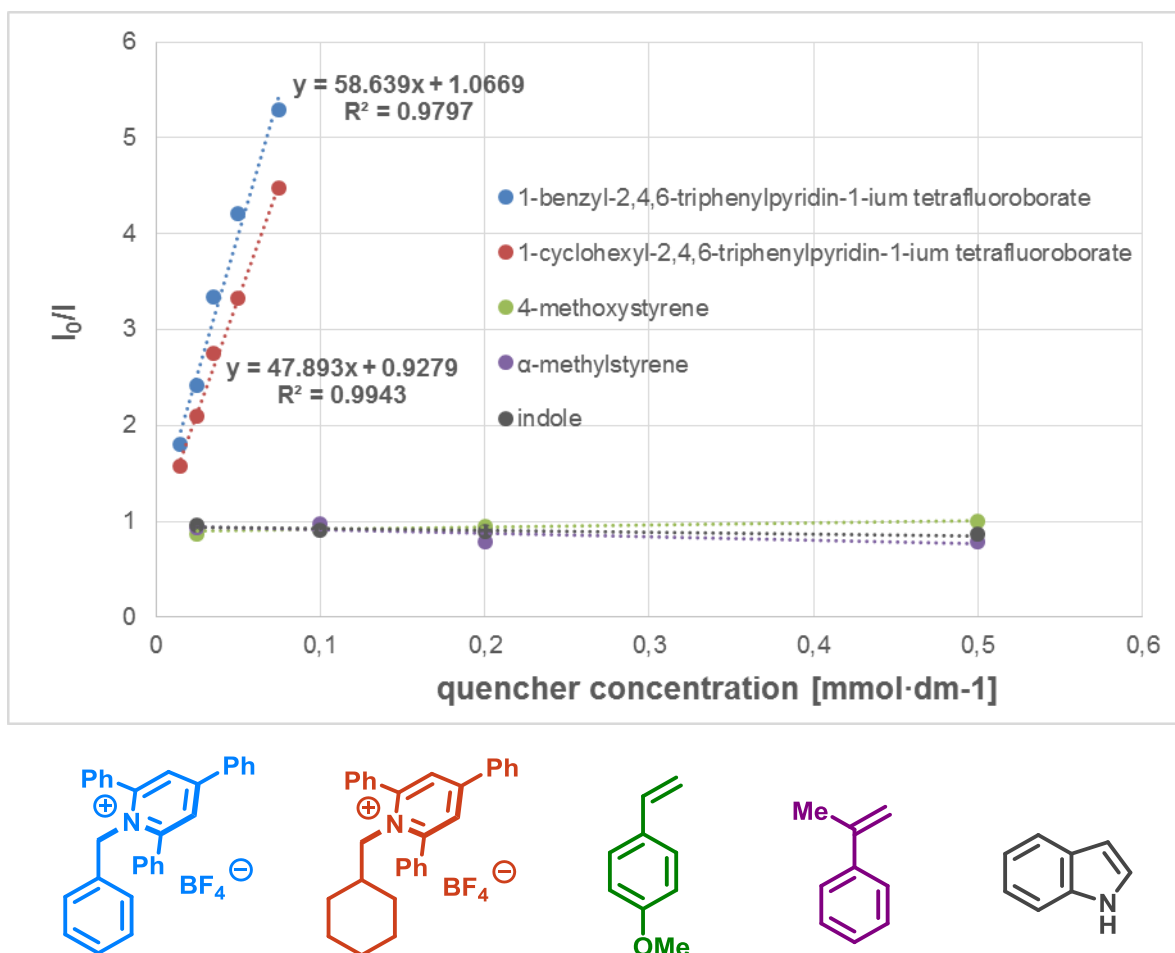 6
y = 58.639x + 1.0669
R² = 0.9797
5
1-benzyl-2,4,6-triphenylpyridin-1-ium tetrafluoroborate
4
1-cyclohexyl-2,4,6-triphenylpyridin-1-ium tetrafluoroborate
I₀/I
3
4-methoxystyrene
y = 47.893x + 0.9279
R² = 0.9943
α-methylstyrene
2
indole
1
0
0 0,1 0,2 0,3 0,4 0,5 0,6
quencher concentration [mmol·dm-1]
Ph Ph
+ N
Ph
BF₄ −
Ph Ph
+ N
Ph
BF₄ −
OMe
Me
N
H